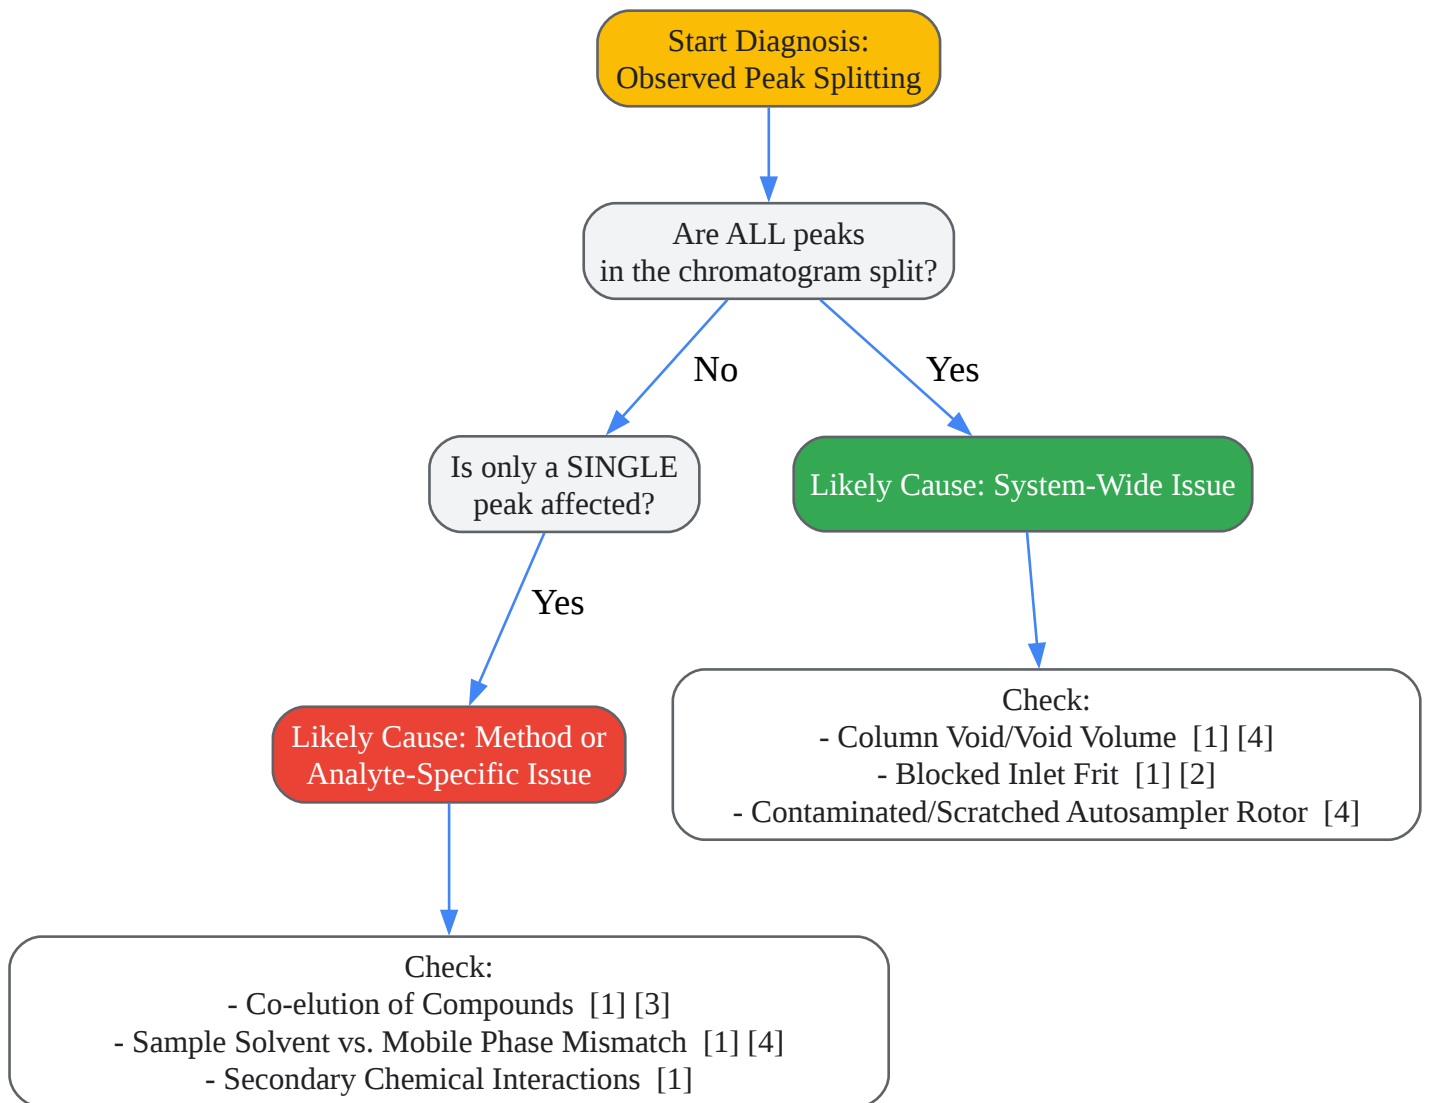 Start Diagnosis:
Observed Peak Splitting
Are ALL peaks
in the chromatogram split?
No
Yes
Is only a SINGLE
peak affected?
Likely Cause: System-Wide Issue
Yes
Likely Cause: Method or
Analyte-Specific Issue
Check:
- Column Void/Void Volume [1] [4]
- Blocked Inlet Frit [1] [2]
- Contaminated/Scratched Autosampler Rotor [4]
Check:
- Co-elution of Compounds [1] [3]
- Sample Solvent vs. Mobile Phase Mismatch [1] [4]
- Secondary Chemical Interactions [1]